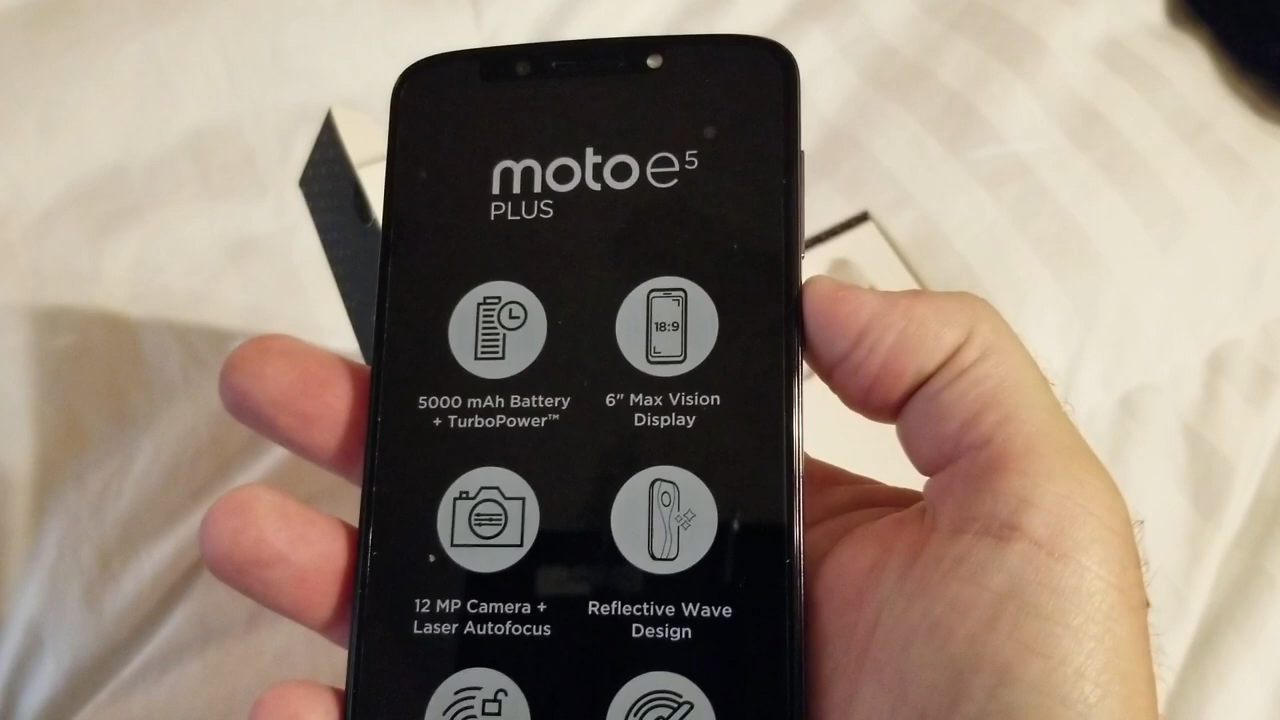 moto e5
PLUS
18:9
5000 mAh Battery
+ TurboPower™
6" Max Vision
Display
12 MP Camera +
Laser Autofocus
Reflective Wave
Design